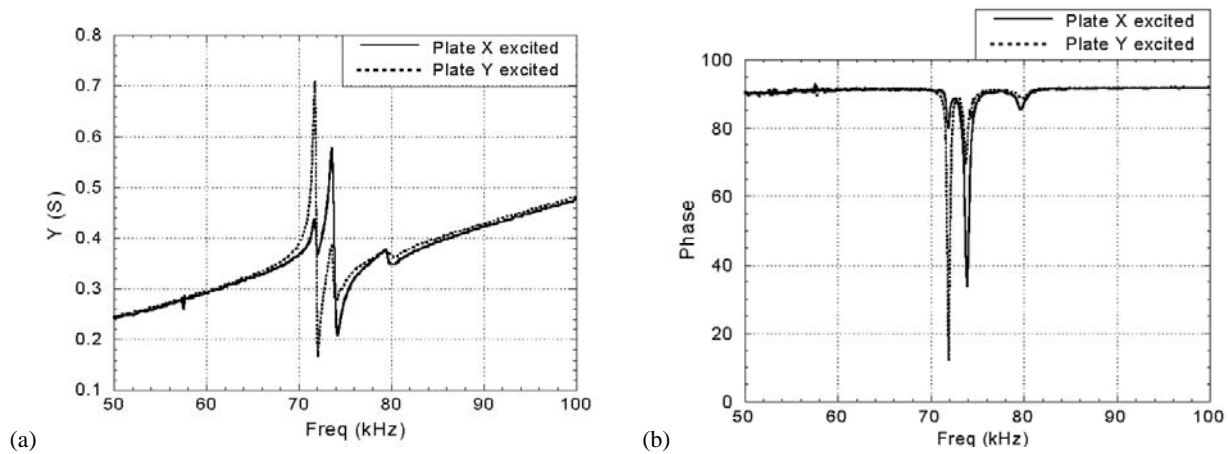 Plate X excited
Plate Y excited
0.8
0.7
0.6
0.5
0.4
0.3
0.2
0.1
Y (S)
50 60 70 80 90 100
Freq (kHz)
(a)
Plate X excited
Plate Y excited
100
80
60
40
20
0
Phase
50 60 70 80 90 100
Freq (kHz)
(b)